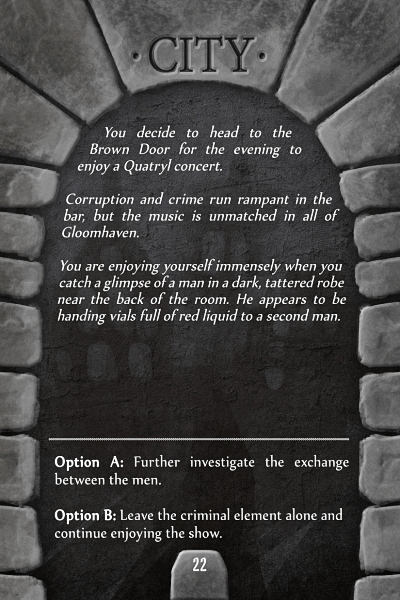 · CITY ·
You decide to head to the
Brown Door for the evening to
enjoy a Quatryl concert.
Corruption and crime run rampant in the
bar, but the music is unmatched in all of
Gloomhaven.
You are enjoying yourself immensely when you
catch a glimpse of a man in a dark, tattered robe
near the back of the room. He appears to be
handing vials full of red liquid to a second man.
Option A: Further investigate the exchange
between the men.
Option B: Leave the criminal element alone and
continue enjoying the show.
22